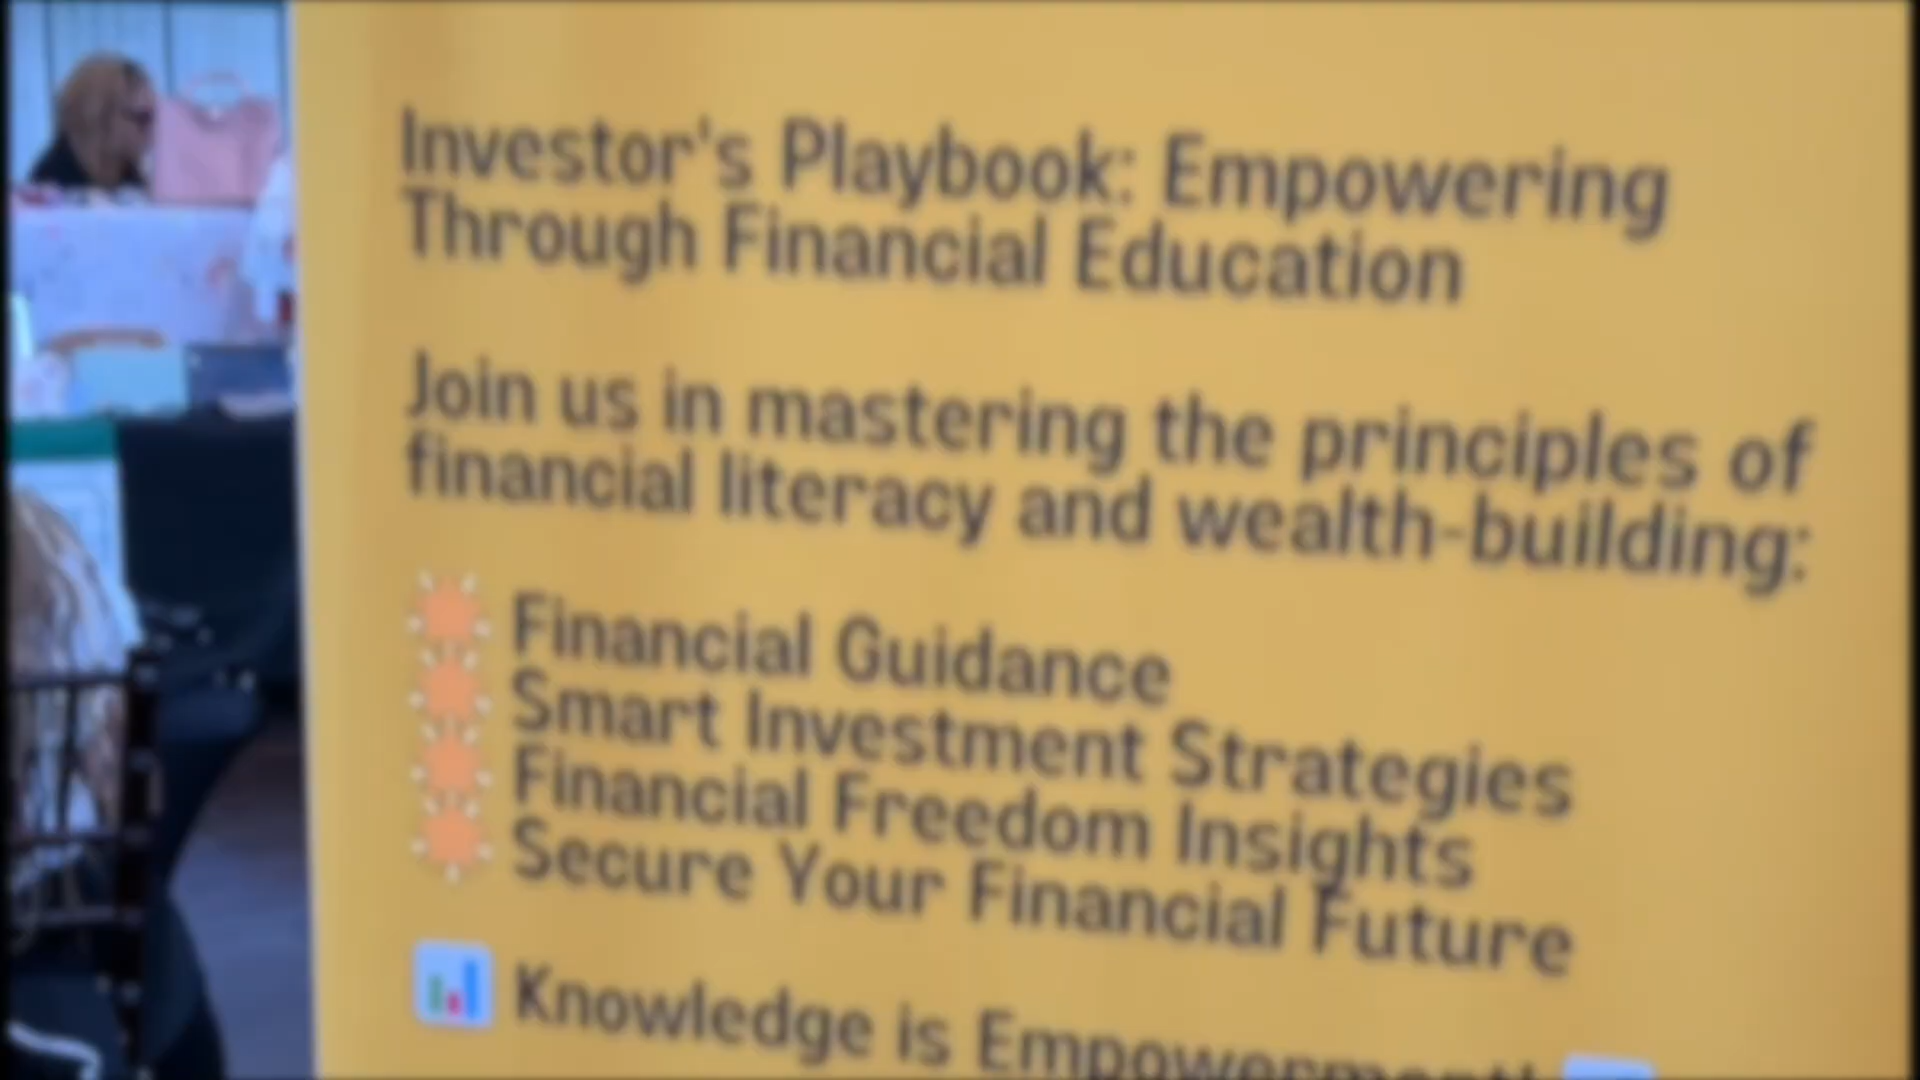 Investor's Playbook: Empowering
Through Financial Education
Join us in mastering the principles of
financial literacy and wealth-building:
Financial Guidance
Smart Investment Strategies
Financial Freedom Insights
Secure Your Financial Future
Knowledge is Empowerment!